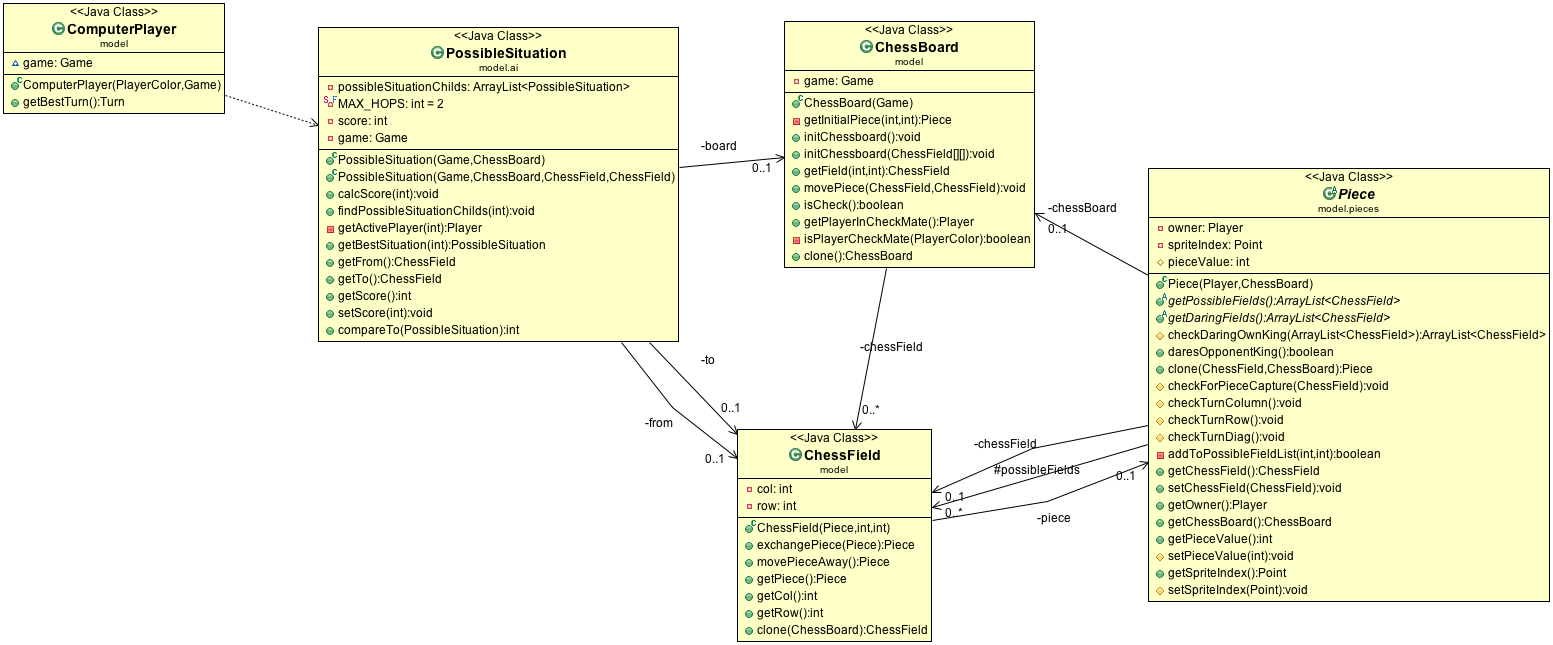 <<Java Class>>
ComputerPlayer
model
game: Game
ComputerPlayer(PlayerColor,Game)
getBestTurn():Turn
<<Java Class>>
PossibleSituation
model.ai
possibleSituationChilds: ArrayList<PossibleSituation>
MAX_HOPS: int = 2
score: int
game: Game
PossibleSituation(Game,ChessBoard)
PossibleSituation(Game,ChessBoard,ChessField,ChessField)
calcScore(int):void
findPossibleSituationChilds(int):void
getActivePlayer(int):Player
getBestSituation(int):PossibleSituation
getFrom():ChessField
getTo():ChessField
getScore():int
setScore(int):void
compareTo(PossibleSituation):int
-board
0..1
<<Java Class>>
ChessBoard
model
game: Game
ChessBoard(Game)
getInitialPiece(int,int):Piece
initChessboard():void
initChessboard(ChessField[][]):void
getField(int,int):ChessField
movePiece(ChessField,ChessField):void
isCheck():boolean
getPlayerInCheckMate():Player
isPlayerCheckMate(PlayerColor):boolean
clone():ChessBoard
-chessBoard
0..1
<<Java Class>>
Piece
model.pieces
owner: Player
spriteIndex: Point
pieceValue: int
Piece(Player,ChessBoard)
getPossibleFields():ArrayList<ChessField>
getDaringFields():ArrayList<ChessField>
checkDaringOwnKing(ArrayList<ChessField>):ArrayList<ChessField>
daresOpponentKing():boolean
clone(ChessField,ChessBoard):Piece
checkForPieceCapture(ChessField):void
checkTurnColumn():void
checkTurnRow():void
checkTurnDiag():void
addToPossibleFieldList(int,int):boolean
getChessField():ChessField
setChessField(ChessField):void
getOwner():Player
getChessBoard():ChessBoard
getPieceValue():int
setPieceValue(int):void
getSpriteIndex():Point
setSpriteIndex(Point):void
-to
0..1
-from
0..1
-chessField
0..*
<<Java Class>>
ChessField
model
col: int
row: int
ChessField(Piece,int,int)
exchangePiece(Piece):Piece
movePieceAway():Piece
getPiece():Piece
getCol():int
getRow():int
clone(ChessBoard):ChessField
-chessField
0..1
#possibleFields
0..*
-piece
0..1